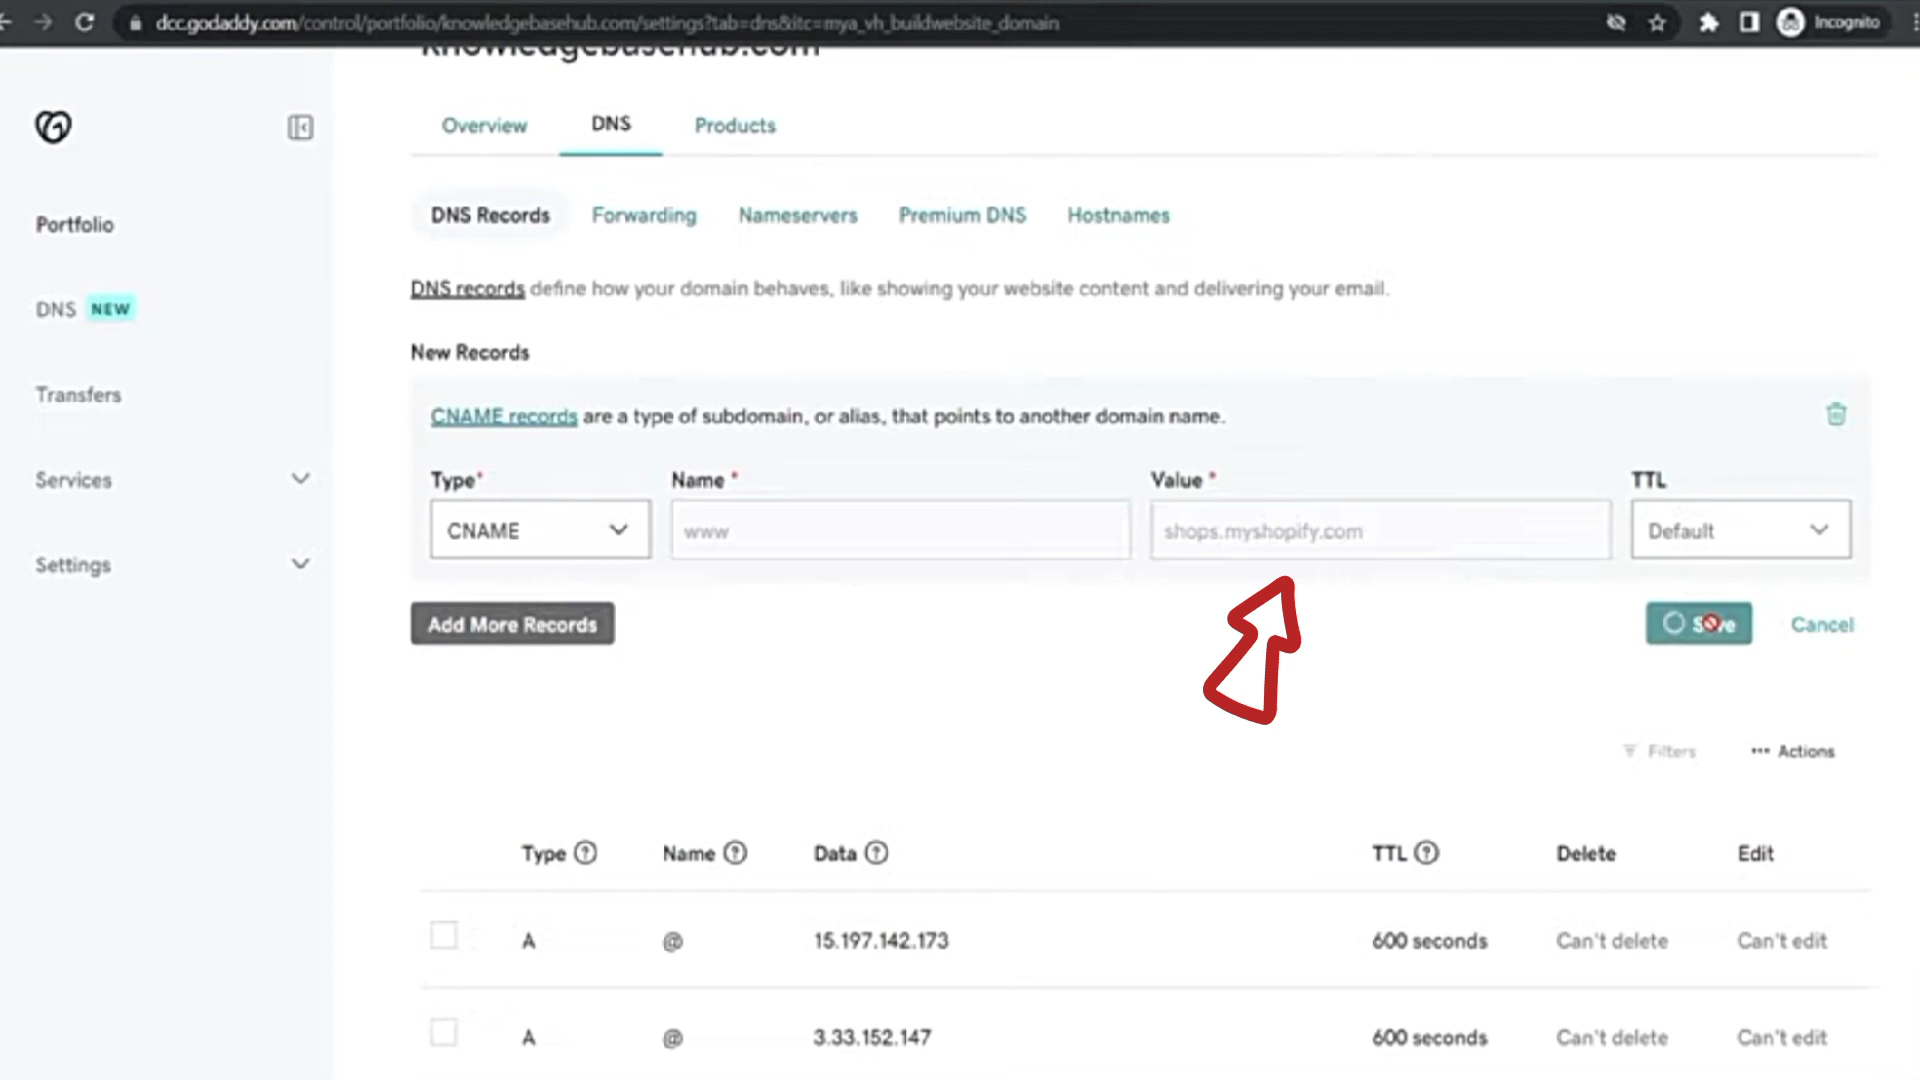 dcc.godaddy.com/control/portfolio/knowledgebasehub.com/settings?tab=dns&itc=mya_vh_buildwebsite_domain
Incognito
knowledgebasehub.com
Overview
DNS
Products
Portfolio
DNS NEW
Transfers
Services
Settings
DNS Records
Forwarding
Nameservers
Premium DNS
Hostnames
DNS records define how your domain behaves, like showing your website content and delivering your email.
New Records
CNAME records are a type of subdomain, or alias, that points to another domain name.
Type* Name * Value * TTL
CNAME www shops.myshopify.com Default
Add More Records
Save
Cancel
Filters
••• Actions
Type ? Name ? Data ? TTL ? Delete Edit
A @ 15.197.142.173 600 seconds Can't delete Can't edit
A @ 3.33.152.147 600 seconds Can't delete Can't edit